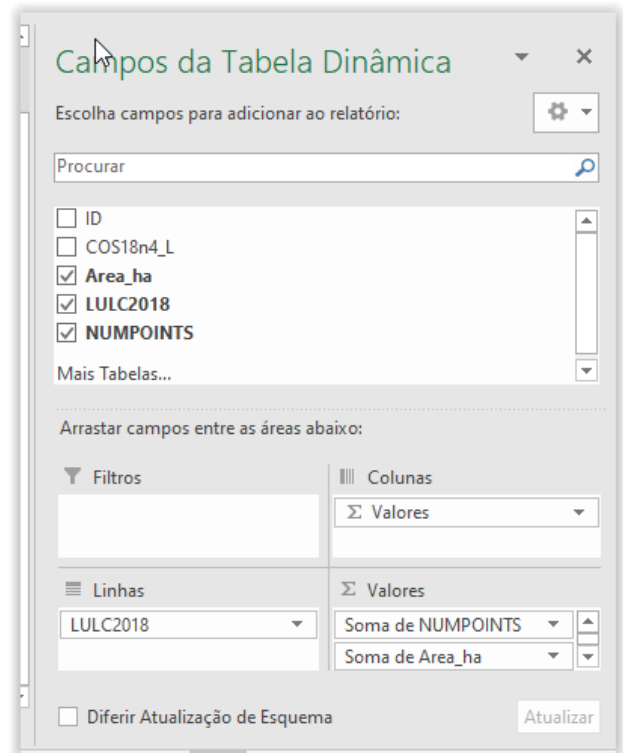 Campos da Tabela Dinâmica
Escolha campos para adicionar ao relatório:
Procurar
ID
COS18n4_L
Area_ha
LULC2018
NUMPOINTS
Mais Tabelas...
Arrastar campos entre as áreas abaixo:
Filtros
Colunas
Σ Valores
Linhas
Σ Valores
LULC2018
Soma de NUMPOINTS
Soma de Area_ha
Diferir Atualização de Esquema
Atualizar